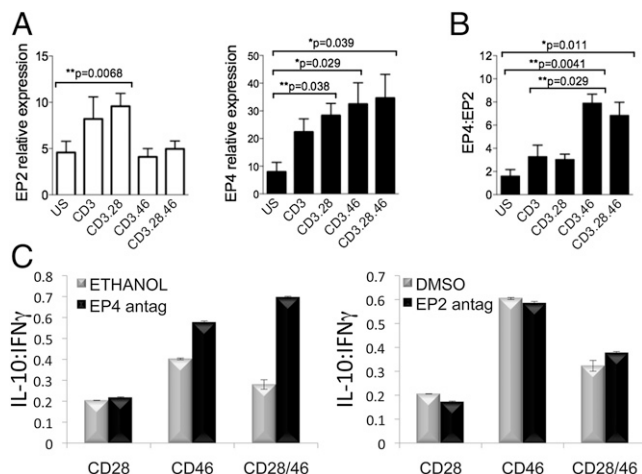 A
B
EP2 relative expression
**p=0.0068
15
10
5
0
US
CD3
CD3.28
CD3.46
CD3.28.46
EP4 relative expression
*p=0.039
*p=0.029
**p=0.038
50
40
30
20
10
0
US
CD3
CD3.28
CD3.46
CD3.28.46
EP4:EP2
*p=0.011
**p=0.0041
**p=0.029
12
10
8
6
4
2
0
US
CD3
CD3.28
CD3.46
CD3.28.46
C
IL-10:IFNγ
0.8
0.7
0.6
0.5
0.4
0.3
0.2
0.1
0
ETHANOL
EP4 antag
CD28
CD46
CD28/46
IL-10:IFNγ
0.7
0.6
0.5
0.4
0.3
0.2
0.1
0
DMSO
EP2 antag
CD28
CD46
CD28/46